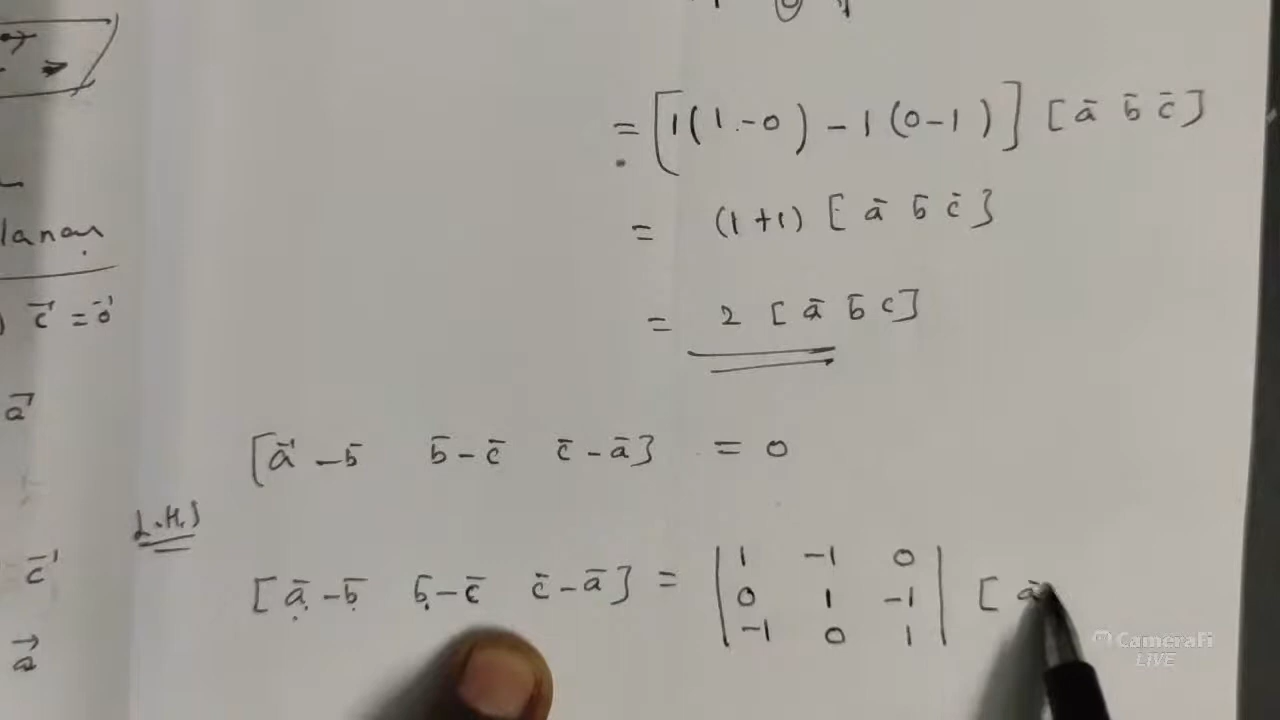 = [1(1-0) - 1(0-1)] [ā b̄ c̄]
= (1+1) [ā b̄ c̄]
c⃗ = 0⃗
= 2 [ā b̄ c]
a⃗
[ā - b̄ b̄ - c̄ c̄ - ā] = 0
L.H.S
c⃗
[ā - b̄ b̄ - c̄ c̄ - ā] = | 1 -1 0 | [ā
| 0 1 -1 |
| -1 0 1 |
a⃗
CameraFi
LIVE